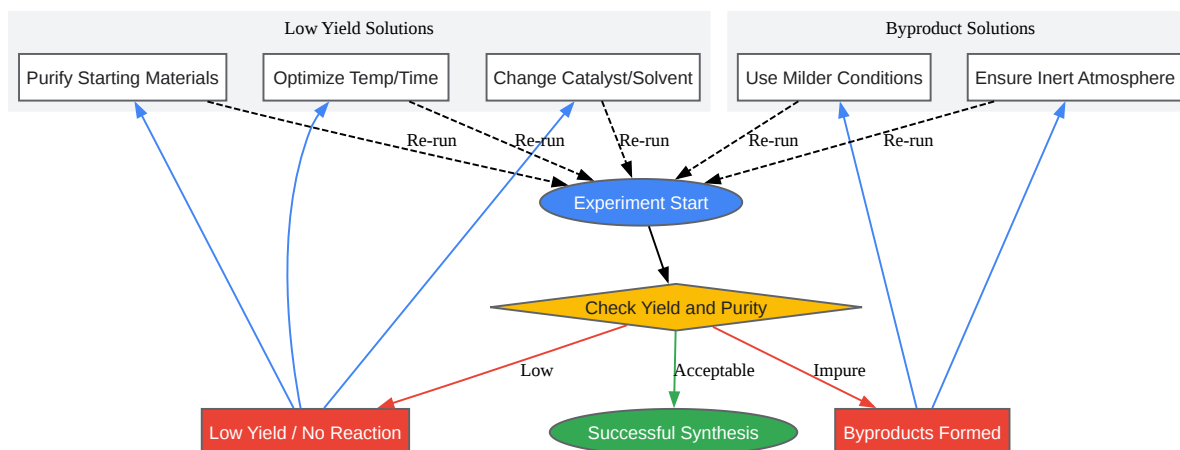 Low Yield Solutions
Byproduct Solutions
Purify Starting Materials
Optimize Temp/Time
Change Catalyst/Solvent
Use Milder Conditions
Ensure Inert Atmosphere
Re-run
Re-run
Re-run
Re-run
Re-run
Experiment Start
Check Yield and Purity
Low
Acceptable
Impure
Low Yield / No Reaction
Successful Synthesis
Byproducts Formed